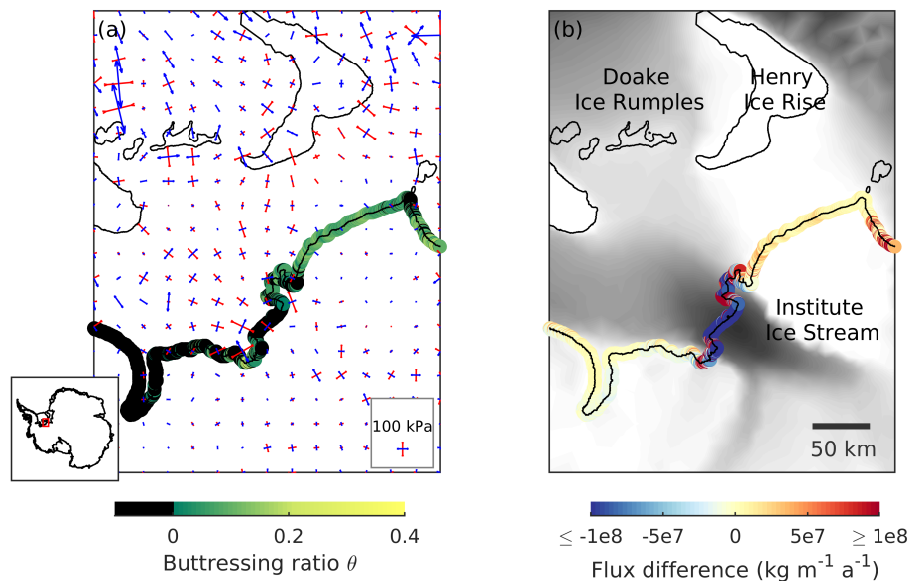 (a)
100 kPa
0
0.2
0.4
Buttressing ratio θ
(b)
Doake
Ice Rumples
Henry
Ice Rise
Institute
Ice Stream
50 km
≤ -1e8
-5e7
0
5e7
≥ 1e8
Flux difference (kg m⁻¹ a⁻¹)